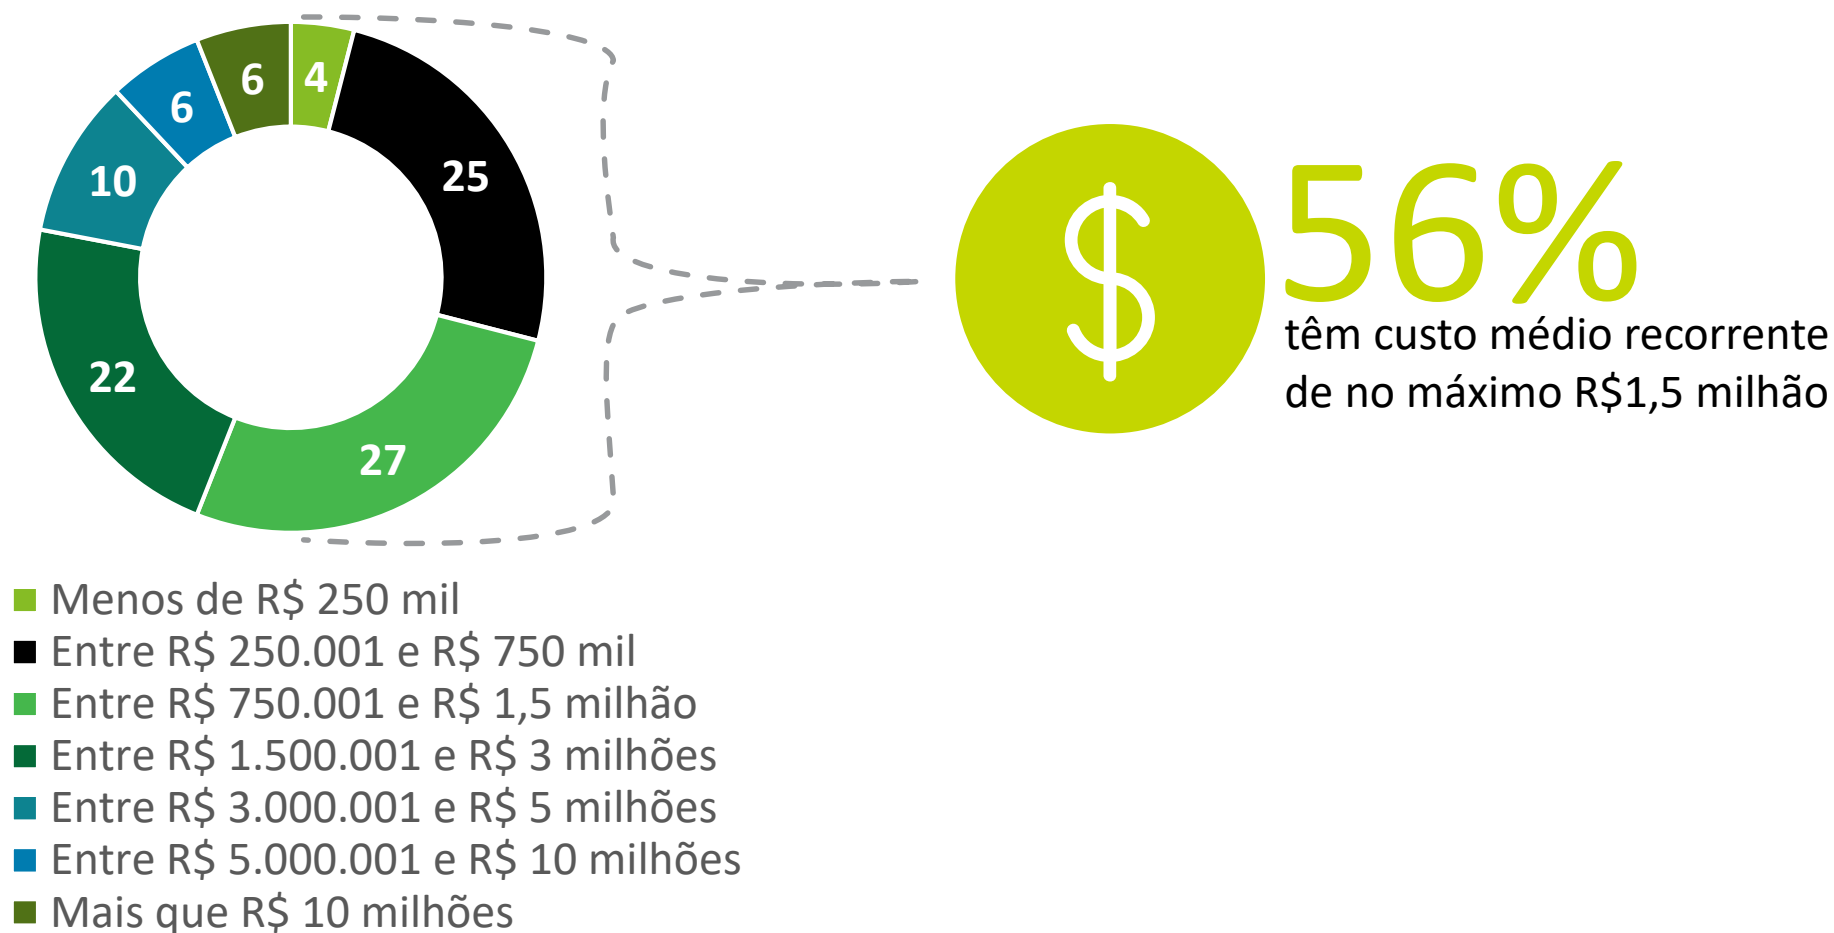 4
25
27
22
10
6
6
$
56%
têm custo médio recorrente
de no máximo R$1,5 milhão
Menos de R$ 250 mil
Entre R$ 250.001 e R$ 750 mil
Entre R$ 750.001 e R$ 1,5 milhão
Entre R$ 1.500.001 e R$ 3 milhões
Entre R$ 3.000.001 e R$ 5 milhões
Entre R$ 5.000.001 e R$ 10 milhões
Mais que R$ 10 milhões